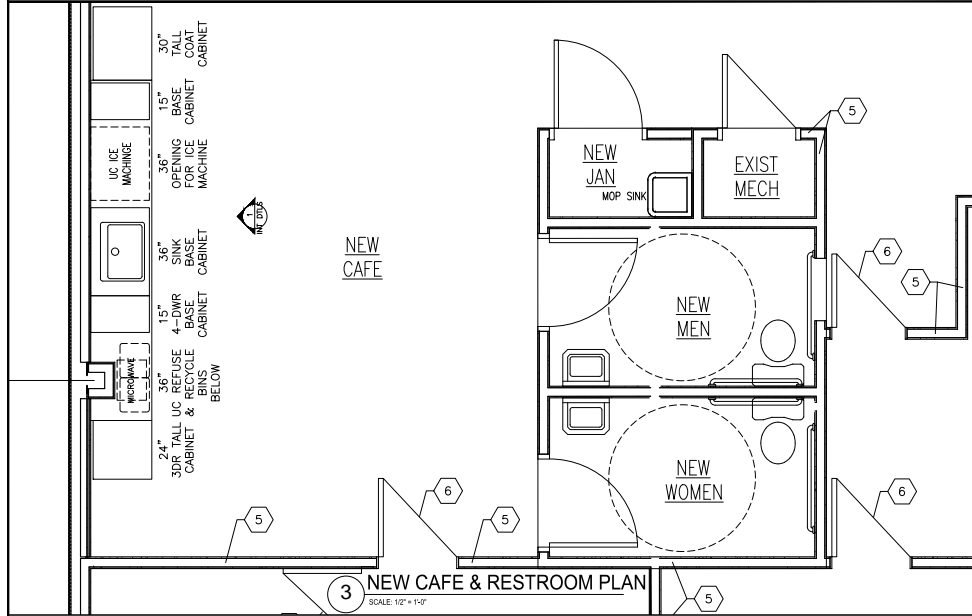 30"
TALL
COAT
CABINET
15"
BASE
CABINET
UC ICE
MACHINGE
36"
OPENING
FOR ICE
MACHINE
36"
SINK
BASE
CABINET
15"
4-DWR
BASE
CABINET
MICROWAVE
36"
UC REFUSE
& RECYCLE
BINS
BELOW
24"
3DR TALL
CABINET
1
INT DTLS
NEW
CAFE
NEW
JAN
MOP SINK
EXIST
MECH
5
NEW
MEN
6
5
NEW
WOMEN
6
6
5
5
5
3
NEW CAFE & RESTROOM PLAN
SCALE: 1/2" = 1'-0"